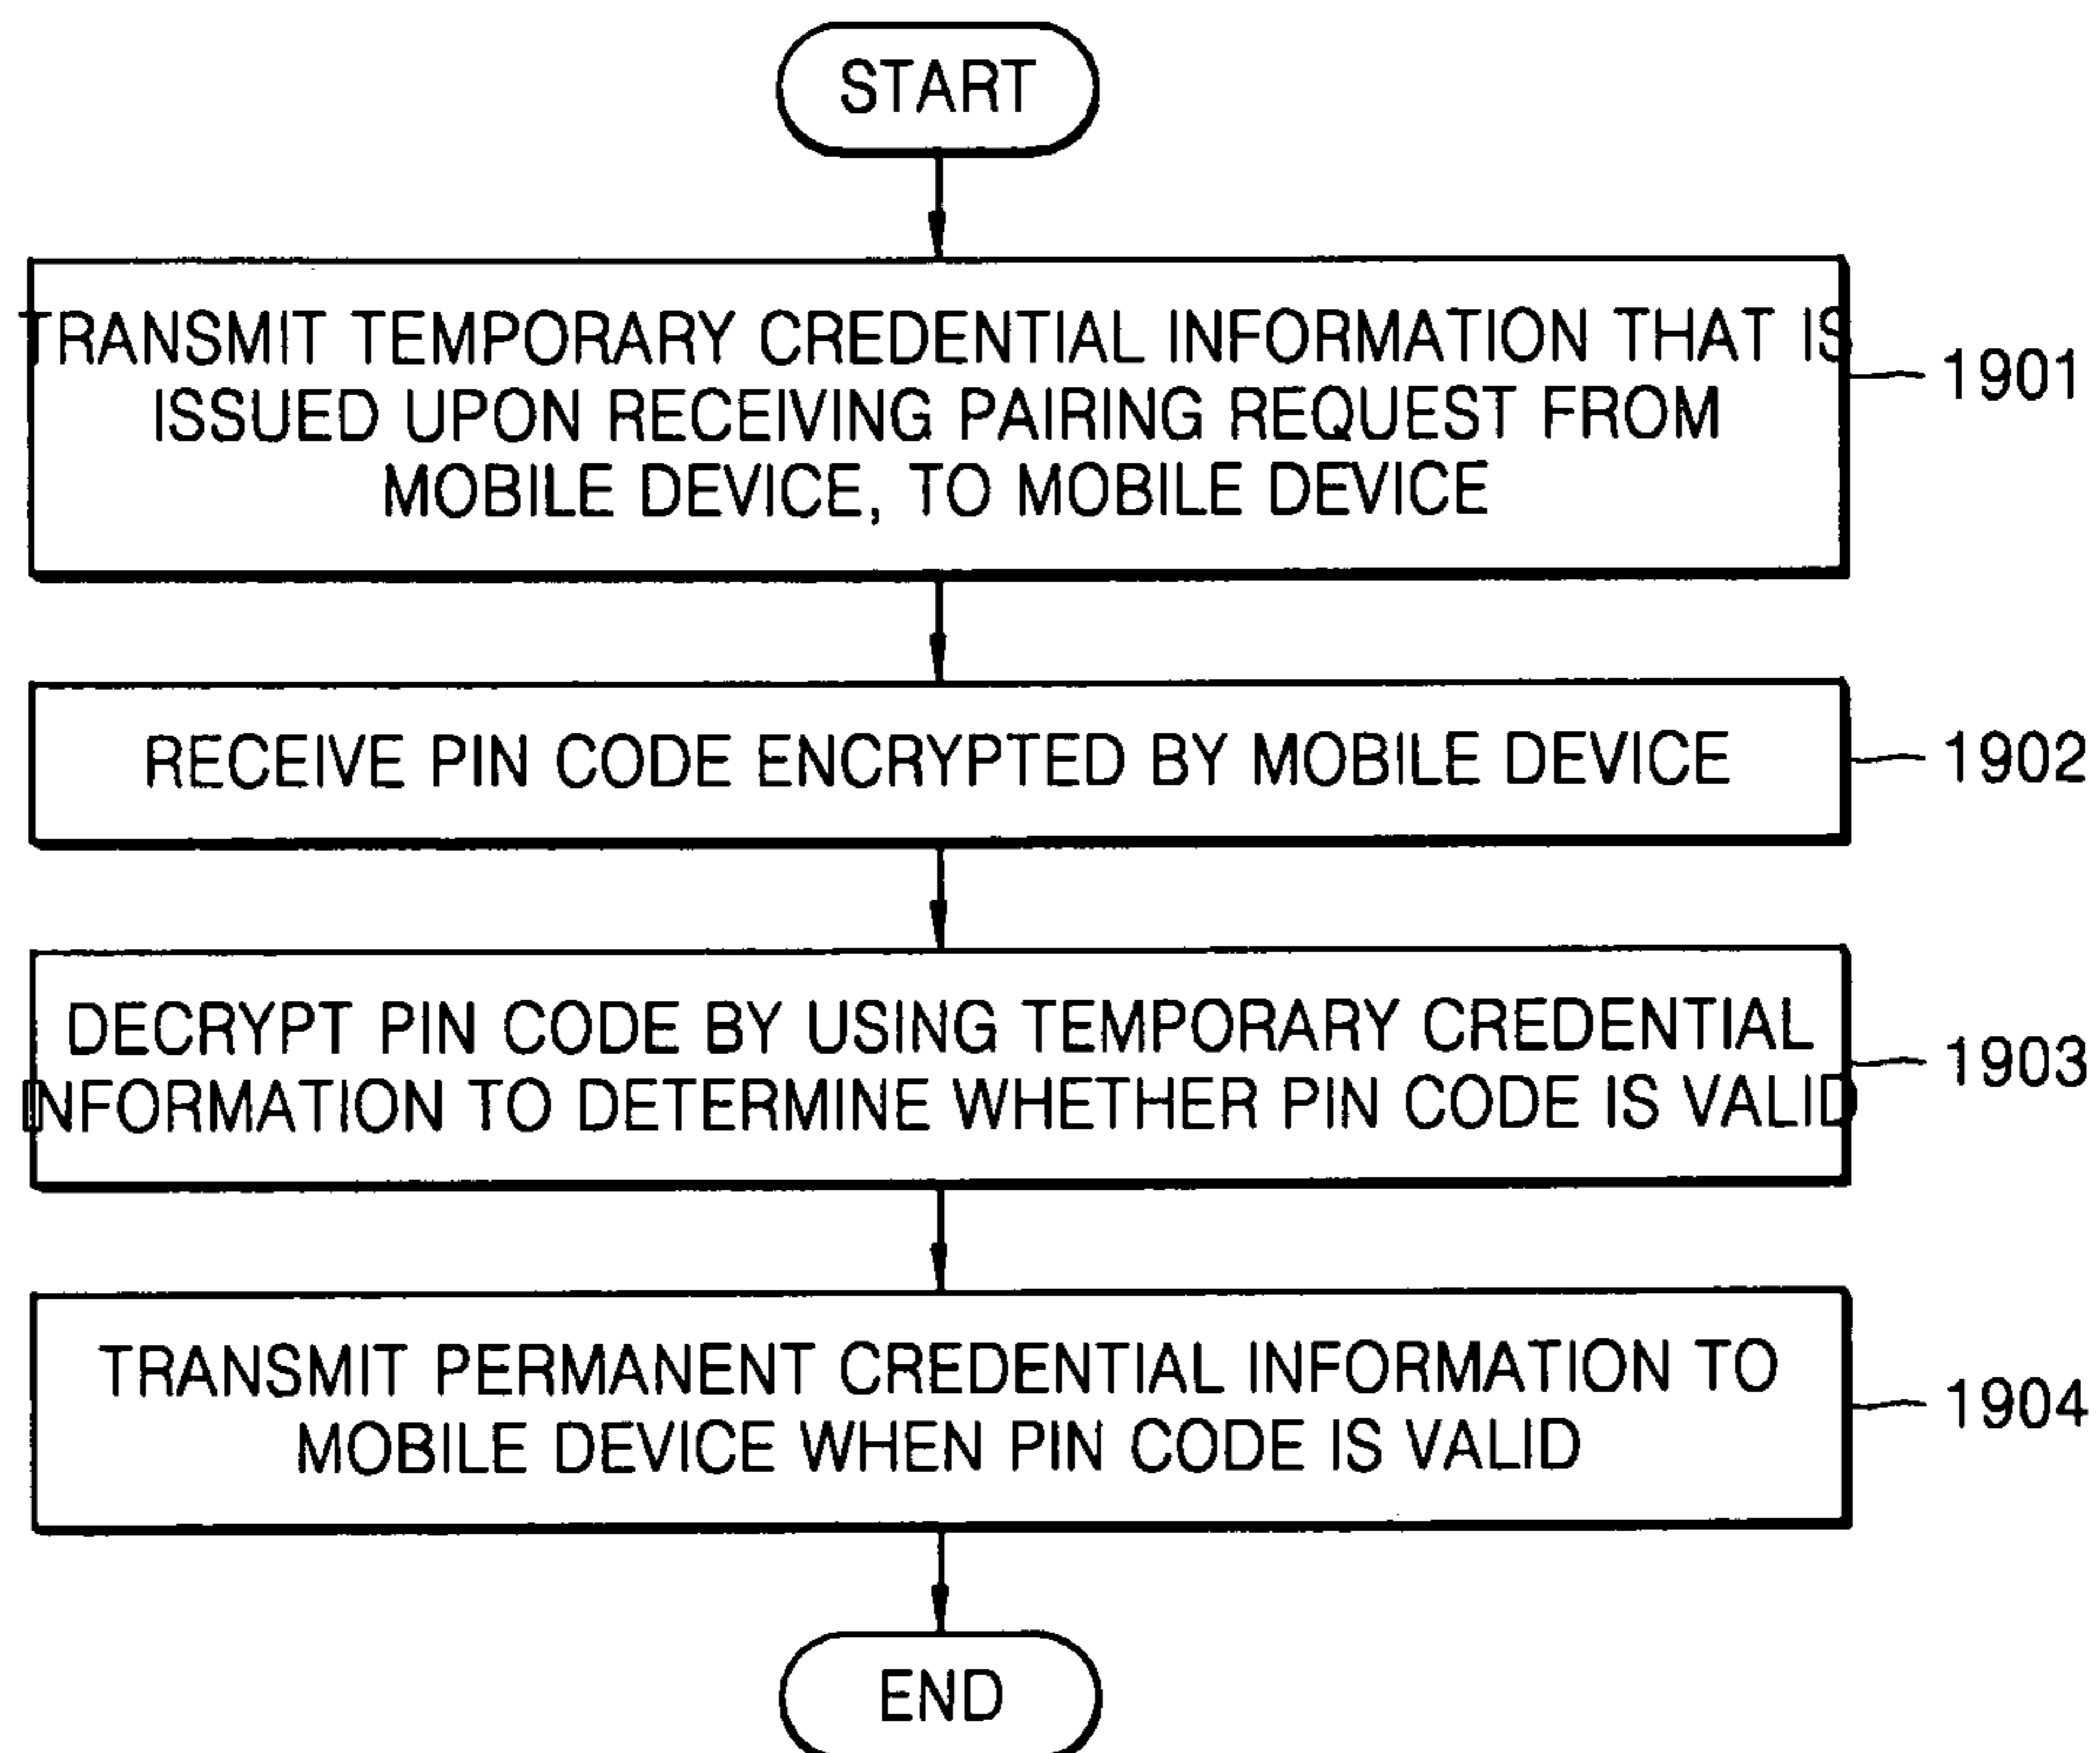 START
TRANSMIT TEMPORARY CREDENTIAL INFORMATION THAT IS
ISSUED UPON RECEIVING PAIRING REQUEST FROM
MOBILE DEVICE, TO MOBILE DEVICE
1901
RECEIVE PIN CODE ENCRYPTED BY MOBILE DEVICE
1902
DECRYPT PIN CODE BY USING TEMPORARY CREDENTIAL
INFORMATION TO DETERMINE WHETHER PIN CODE IS VALID
1903
TRANSMIT PERMANENT CREDENTIAL INFORMATION TO
MOBILE DEVICE WHEN PIN CODE IS VALID
1904
END